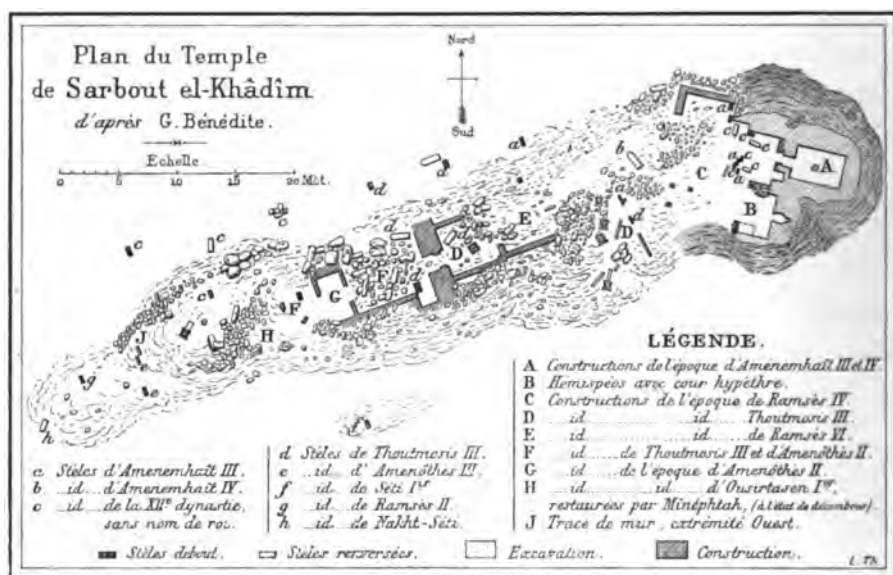 Plan du Temple
de Sarbout el-Khâdîm
d'après G. Bénédite.
Echelle
0 5 10 15 20 Mèt.
Nord
Sud
A
B
C
D
D
E
F
F
G
H
J
LÉGENDE.
A Constructions de l'époque d'Aménemhaït III et IV.
B Hémispéos avec cour hypèthre.
C Constructions de l'époque de Ramsès IV.
D id id Thoutmosis III.
E id id de Ramsès VI.
F id de Thoutmosis III et d'Aménôthès II.
G id de l'époque d'Amenôthès II.
H id id d'Ousirtasen Ier,
restaurées par Minéphtah, (à l'état de décombres).
J Trace de mur, extrémité Ouest.
a Stèles d'Amenemhaït III.
b id d'Amenemhaït IV.
c id de la XIIe dynastie,
sans nom de roi.
d Stèles de Thoutmosis III.
e id d'Amenôthes III
f id de Séti Ier
g id de Ramsès II.
h id de Nakht-Séti.
Stèles debout.
Stèles renversées.
Excavation.
Construction.
L. Th.